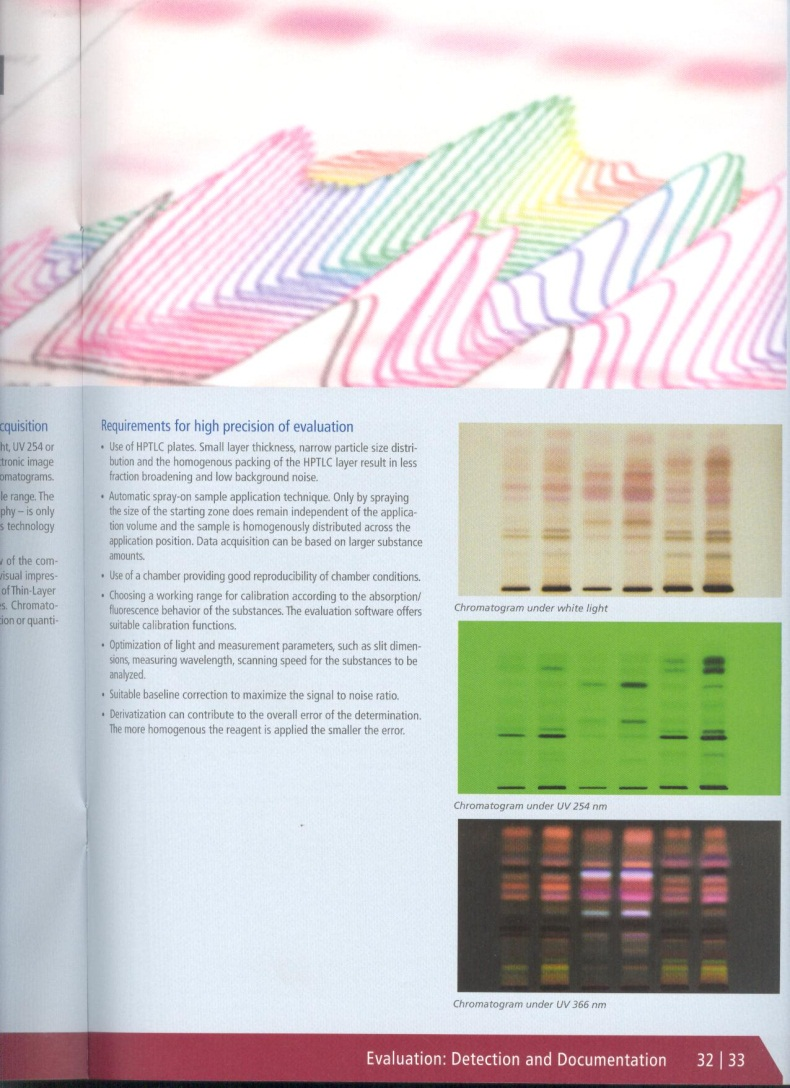 cquisition
ht, UV 254 or
tronic image
omatograms.
le range. The
phy – is only
s technology
of the com-
visual impres-
of Thin-Layer
es. Chromato-
ion or quanti-
Requirements for high precision of evaluation
• Use of HPTLC plates. Small layer thickness, narrow particle size distri-
bution and the homogenous packing of the HPTLC layer result in less
fraction broadening and low background noise.
• Automatic spray-on sample application technique. Only by spraying
the size of the starting zone does remain independent of the applica-
tion volume and the sample is homogenously distributed across the
application position. Data acquisition can be based on larger substance
amounts.
• Use of a chamber providing good reproducibility of chamber conditions.
• Choosing a working range for calibration according to the absorption/
fluorescence behavior of the substances. The evaluation software offers
suitable calibration functions.
• Optimization of light and measurement parameters, such as slit dimen-
sions, measuring wavelength, scanning speed for the substances to be
analyzed.
• Suitable baseline correction to maximize the signal to noise ratio.
• Derivatization can contribute to the overall error of the determination.
The more homogenous the reagent is applied the smaller the error.
Chromatogram under white light
Chromatogram under UV 254 nm
Chromatogram under UV 366 nm
Evaluation: Detection and Documentation 32 | 33